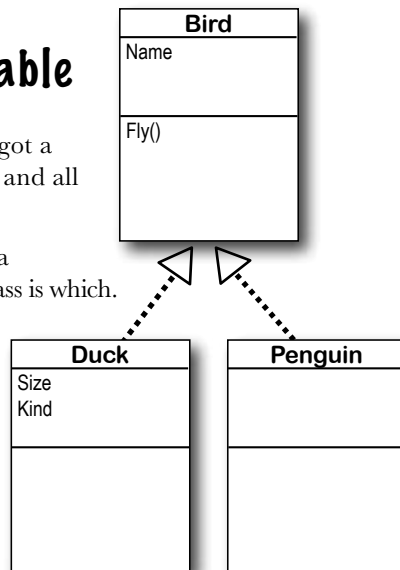 able
got a
and all
a
ass is which.
Bird
Name
Fly()
Duck
Size
Kind
Penguin